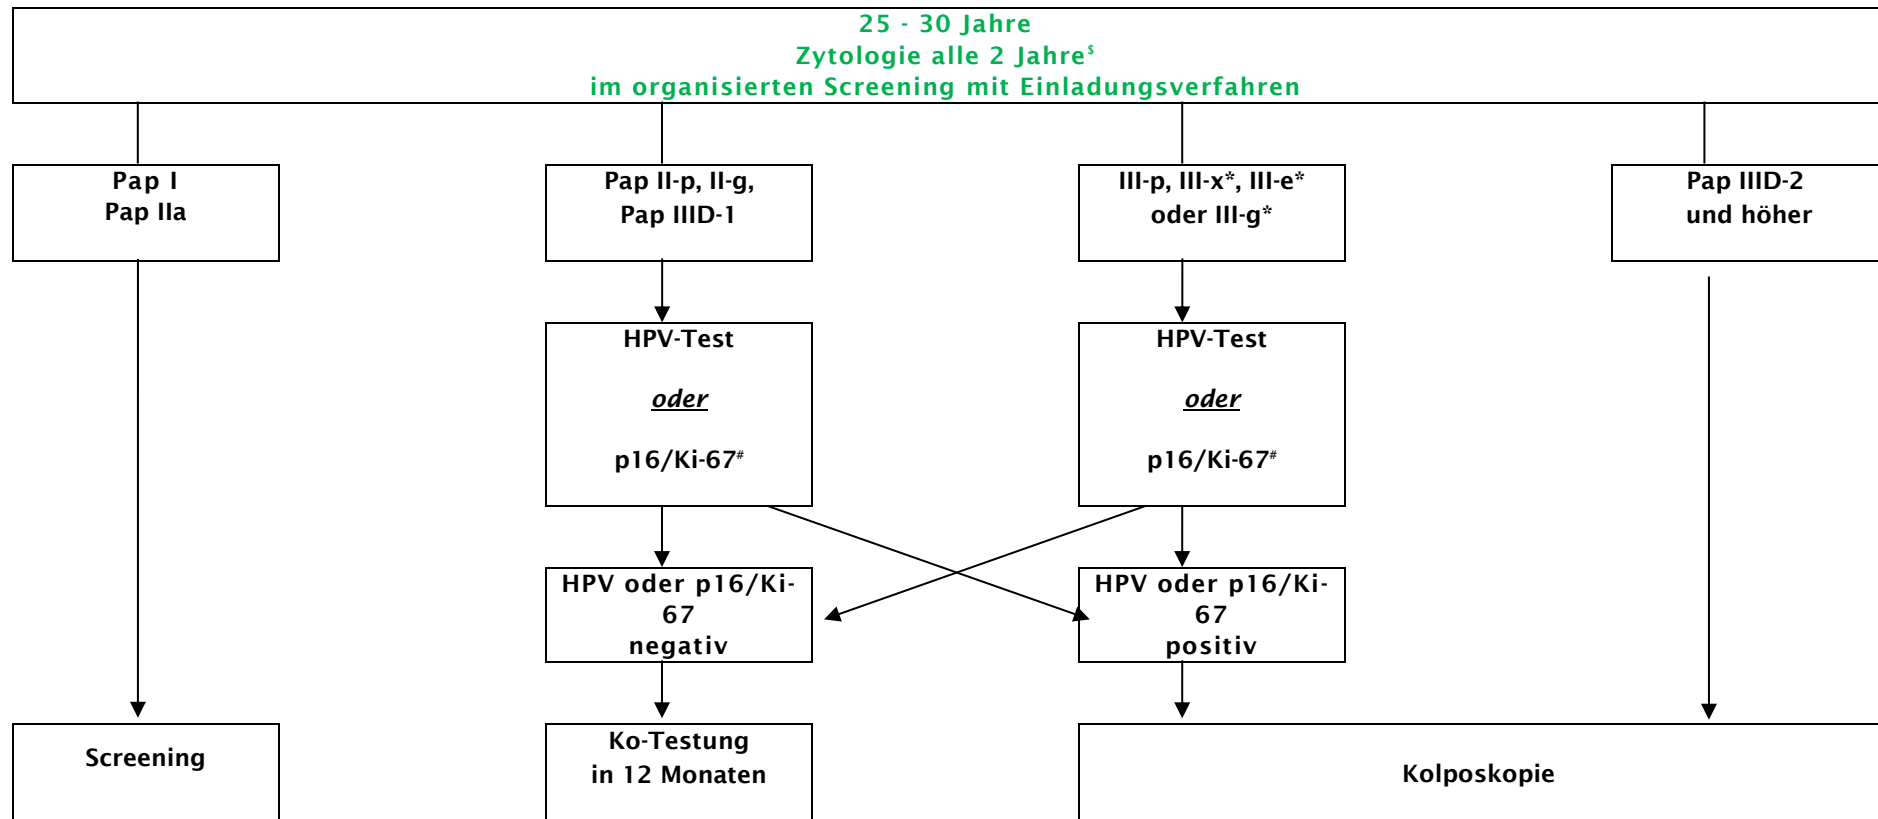 25 - 30 Jahre
Zytologie alle 2 Jahre$
im organisierten Screening mit Einladungsverfahren
Pap I
Pap IIa
Pap II-p, II-g,
Pap IIID-1
III-p, III-x*, III-e*
oder III-g*
Pap IIID-2
und höher
HPV-Test
oder
p16/Ki-67#
HPV-Test
oder
p16/Ki-67#
HPV oder p16/Ki-
67
negativ
HPV oder p16/Ki-
67
positiv
Screening
Ko-Testung
in 12 Monaten
Kolposkopie